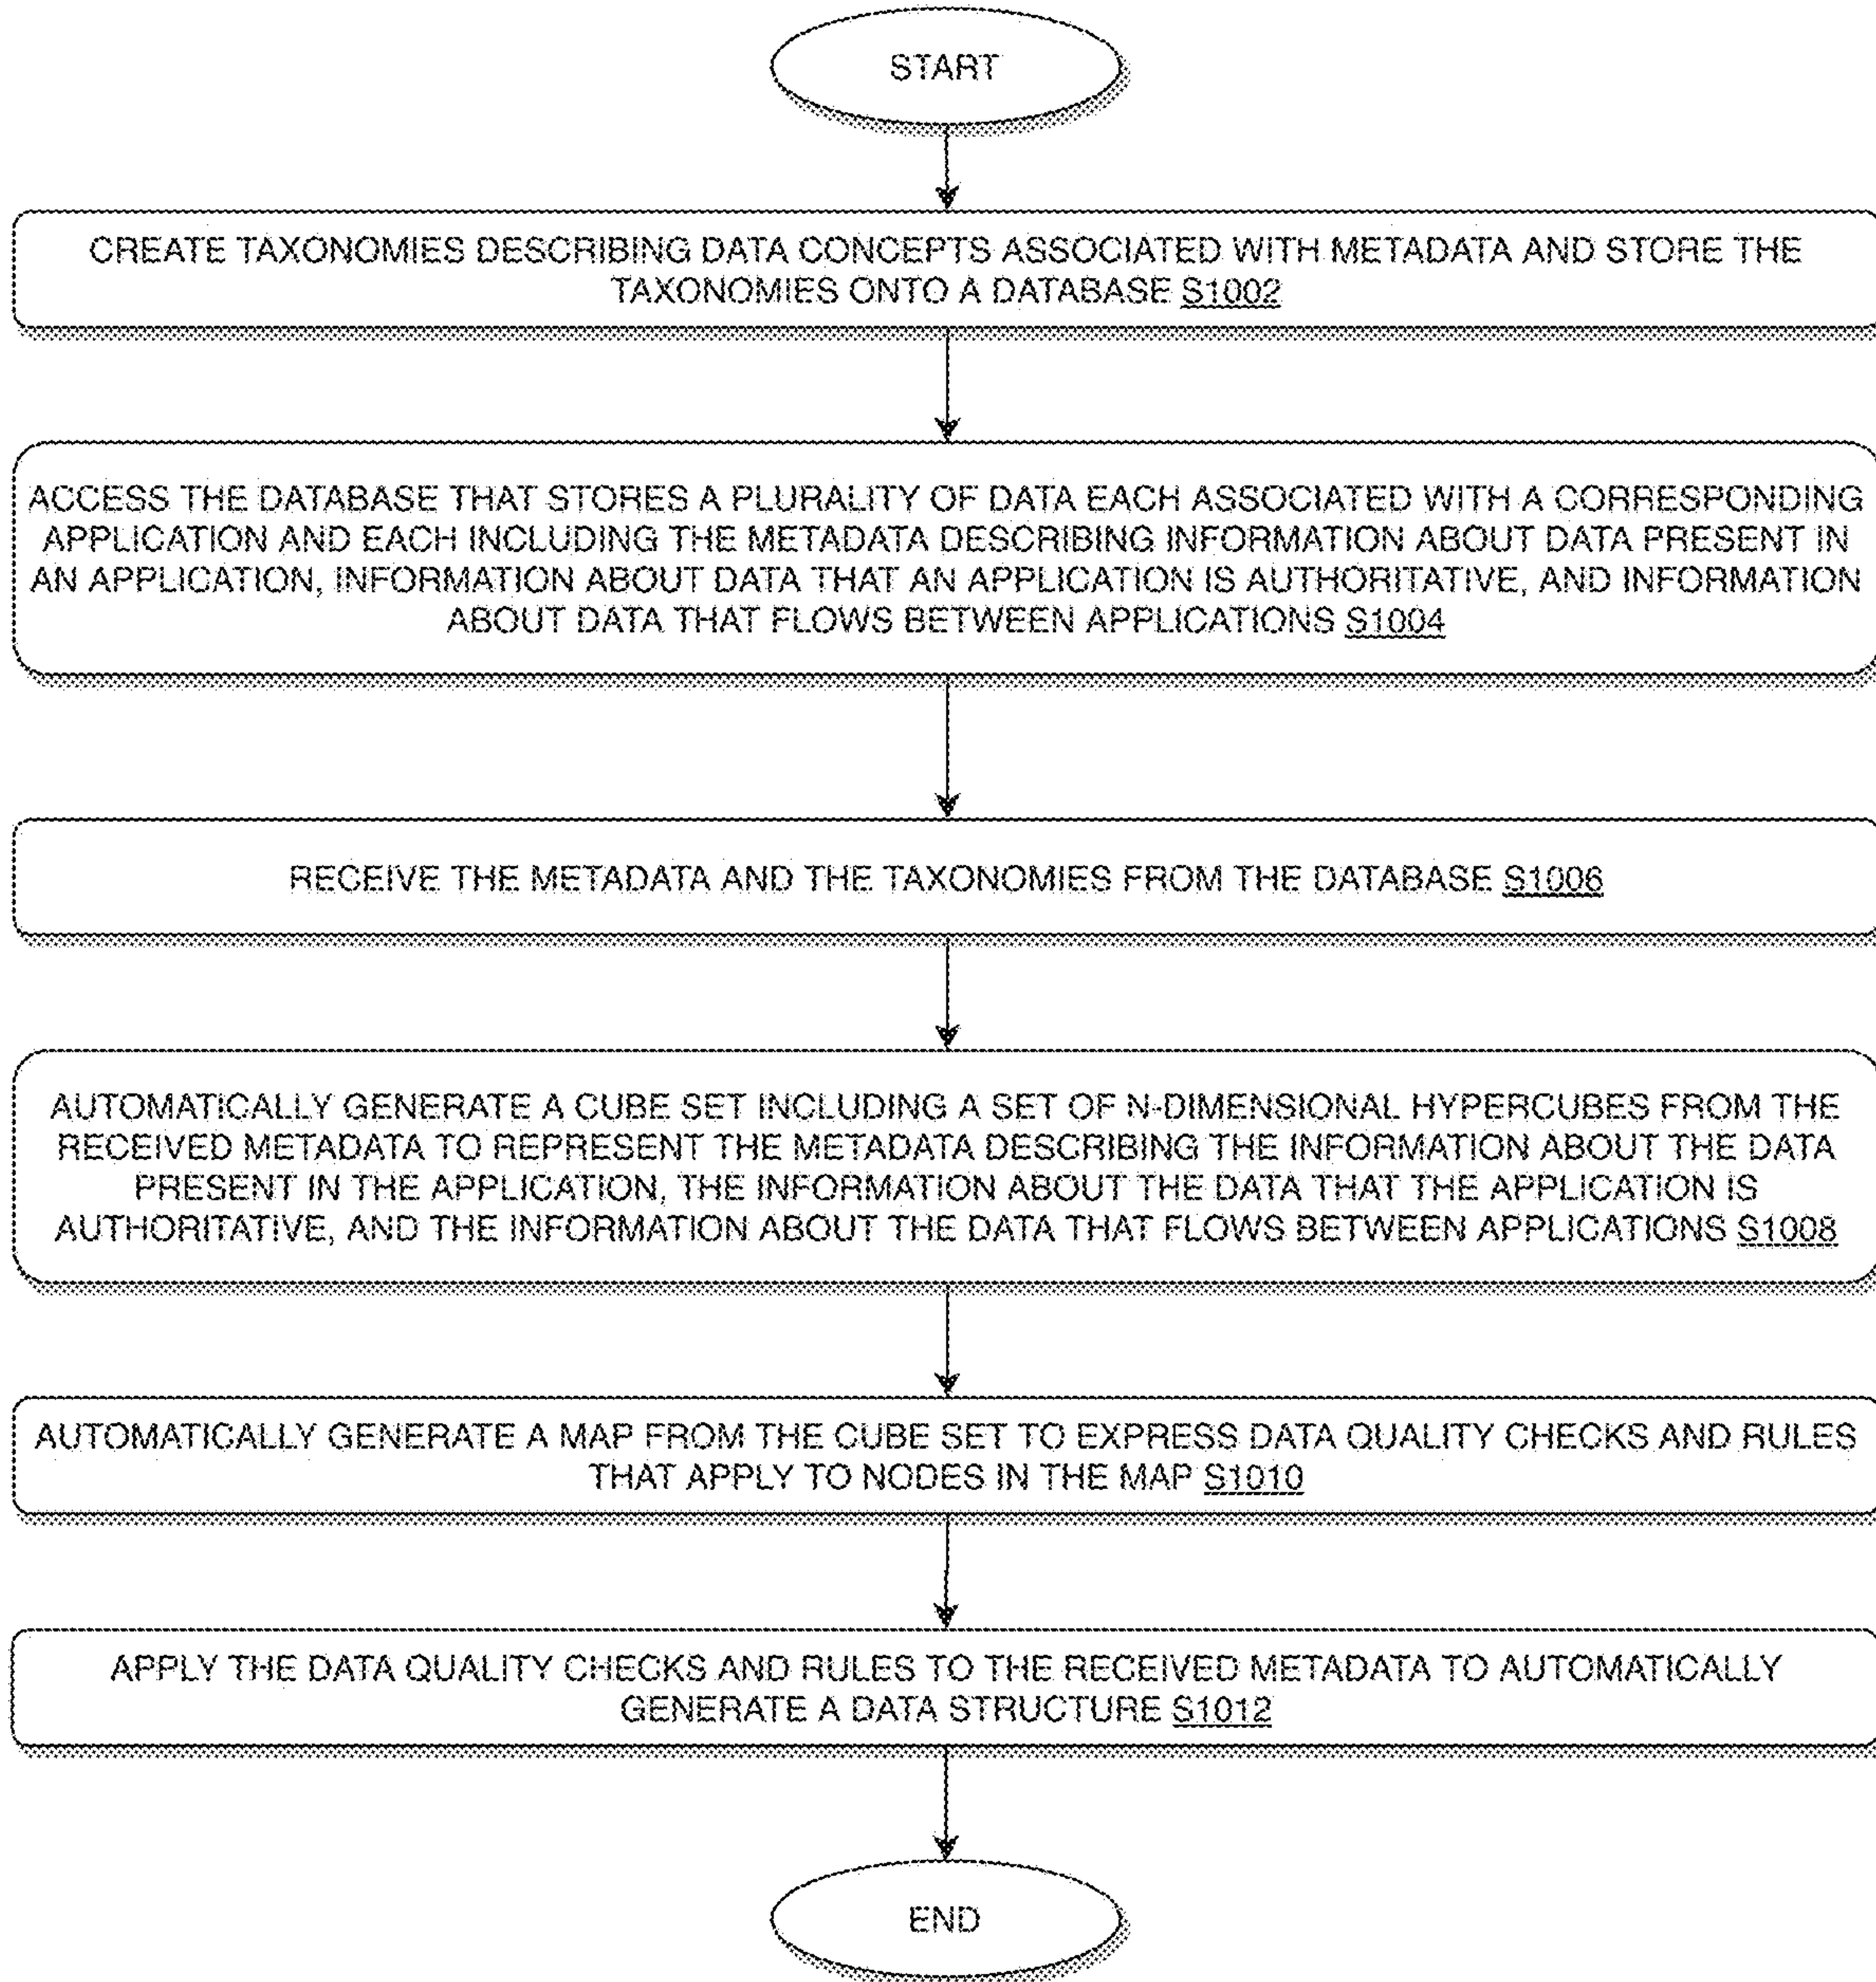 START
CREATE TAXONOMIES DESCRIBING DATA CONCEPTS ASSOCIATED WITH METADATA AND STORE THE
TAXONOMIES ONTO A DATABASE S1002
ACCESS THE DATABASE THAT STORES A PLURALITY OF DATA EACH ASSOCIATED WITH A CORRESPONDING
APPLICATION AND EACH INCLUDING THE METADATA DESCRIBING INFORMATION ABOUT DATA PRESENT IN
AN APPLICATION, INFORMATION ABOUT DATA THAT AN APPLICATION IS AUTHORITATIVE, AND INFORMATION
ABOUT DATA THAT FLOWS BETWEEN APPLICATIONS S1004
RECEIVE THE METADATA AND THE TAXONOMIES FROM THE DATABASE S1006
AUTOMATICALLY GENERATE A CUBE SET INCLUDING A SET OF N-DIMENSIONAL HYPERCUBES FROM THE
RECEIVED METADATA TO REPRESENT THE METADATA DESCRIBING THE INFORMATION ABOUT THE DATA
PRESENT IN THE APPLICATION, THE INFORMATION ABOUT THE DATA THAT THE APPLICATION IS
AUTHORITATIVE, AND THE INFORMATION ABOUT THE DATA THAT FLOWS BETWEEN APPLICATIONS S1008
AUTOMATICALLY GENERATE A MAP FROM THE CUBE SET TO EXPRESS DATA QUALITY CHECKS AND RULES
THAT APPLY TO NODES IN THE MAP S1010
APPLY THE DATA QUALITY CHECKS AND RULES TO THE RECEIVED METADATA TO AUTOMATICALLY
GENERATE A DATA STRUCTURE S1012
END